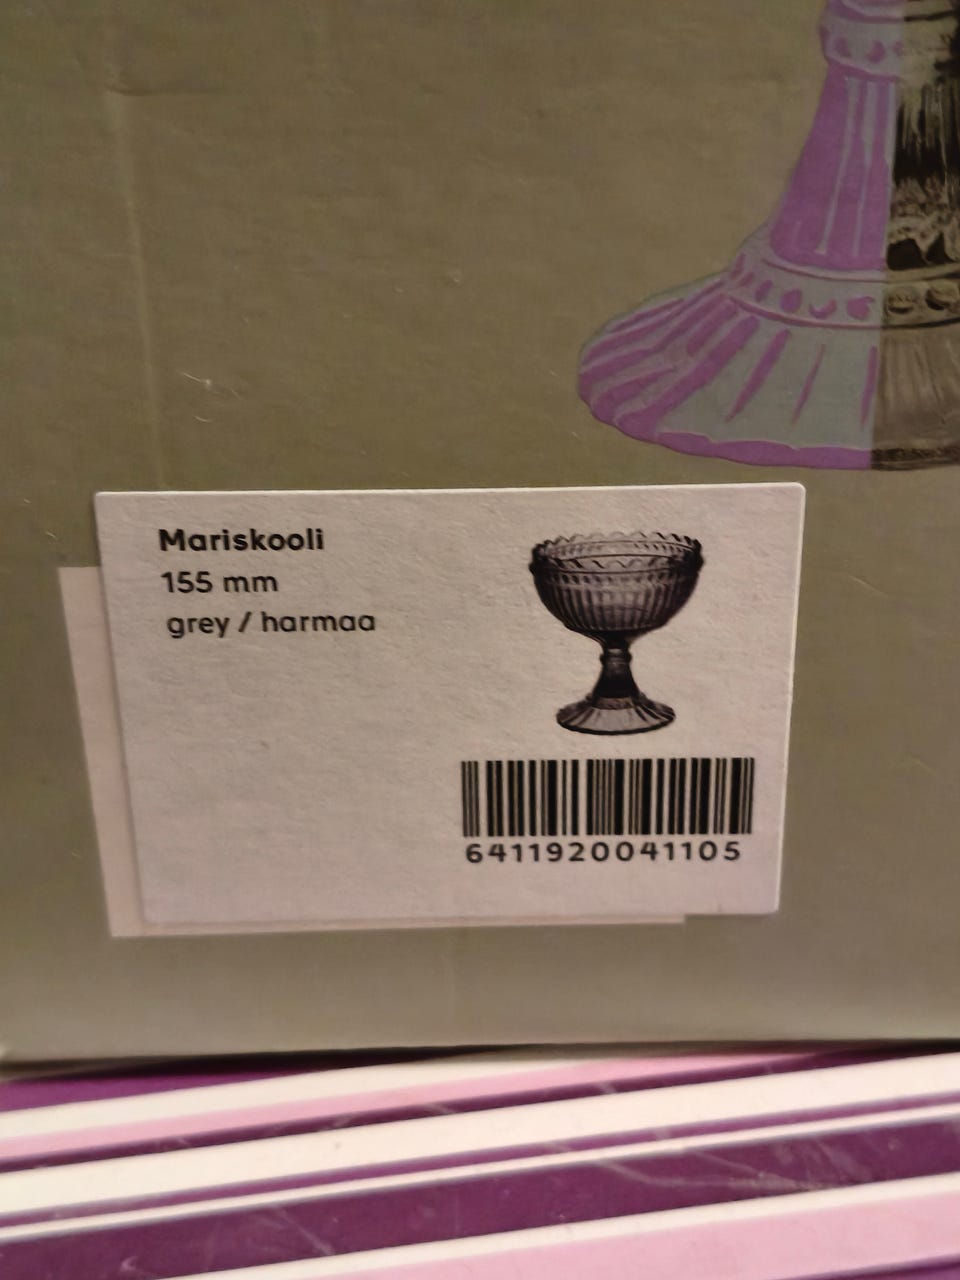 Mariskooli
155 mm
grey / harmaa
6411920041105